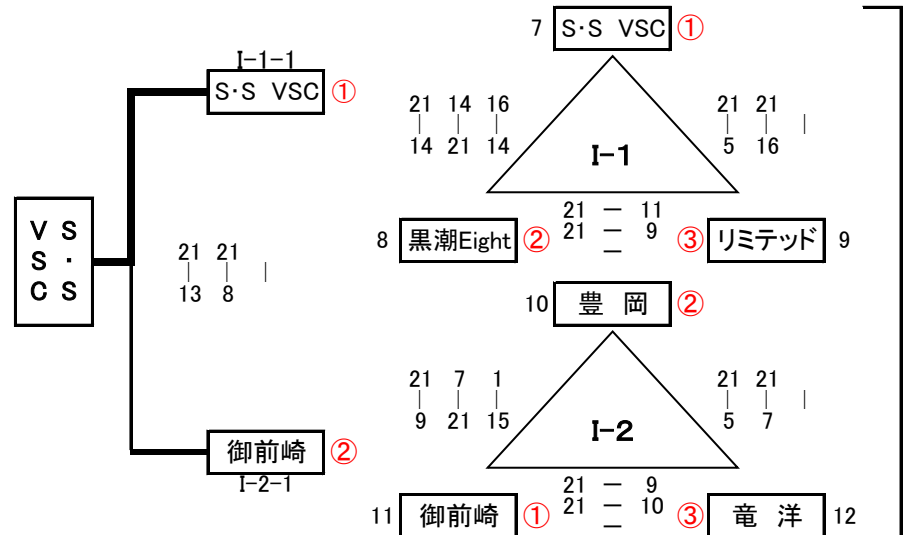 7 S·S VSC ①
I-1-1
S·S VSC ①
21 14 16
| | |
14 21 14
21 21
| | |
5 16
I-1
21 － 11
21 － 9
－
8 黒潮Eight ②
③ リミテッド 9
S·S
VSC
21 21
| | |
13 8
10 豊 岡 ②
21 7 1
| | |
9 21 15
21 21
| | |
5 7
I-2
御前崎 ②
I-2-1
21 － 9
21 － 10
－
11 御前崎 ①
③ 竜 洋 12